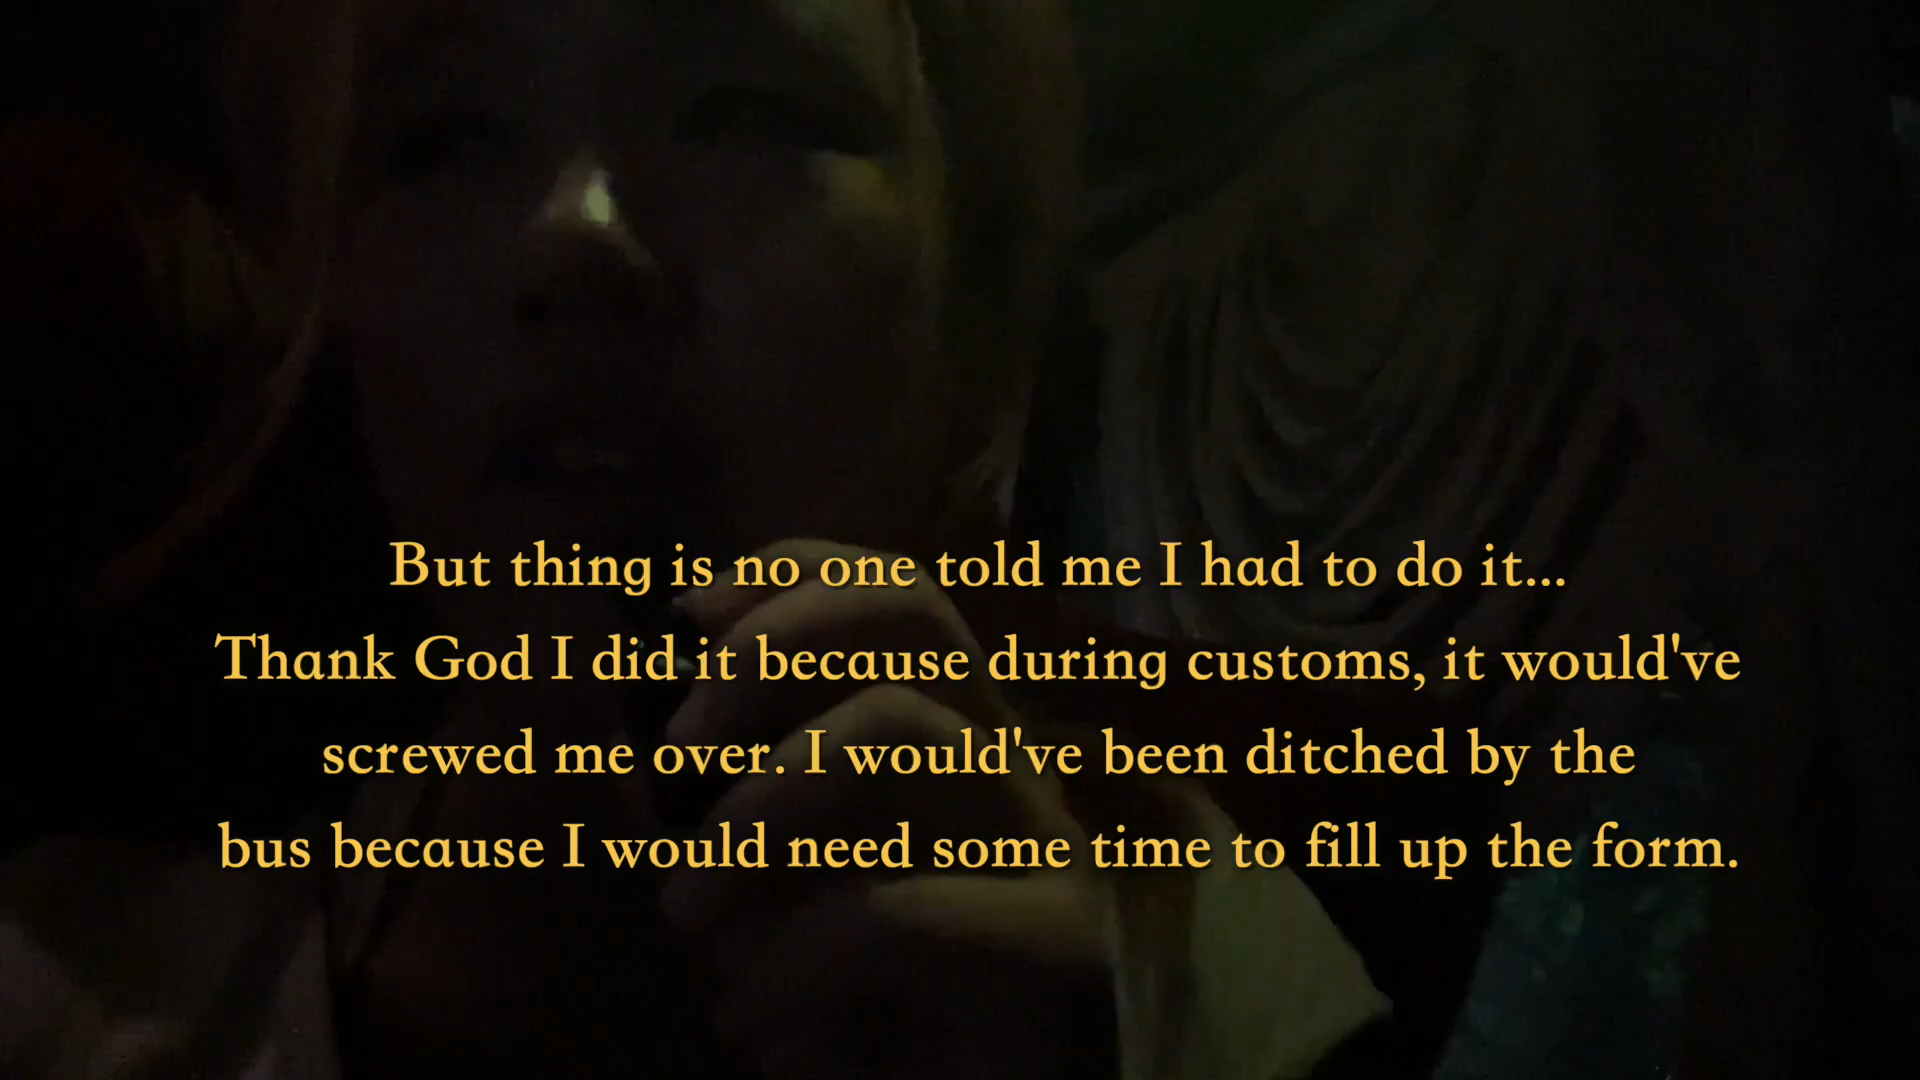 But thing is no one told me I had to do it...
Thank God I did it because during customs, it would've
screwed me over. I would've been ditched by the
bus because I would need some time to fill up the form.